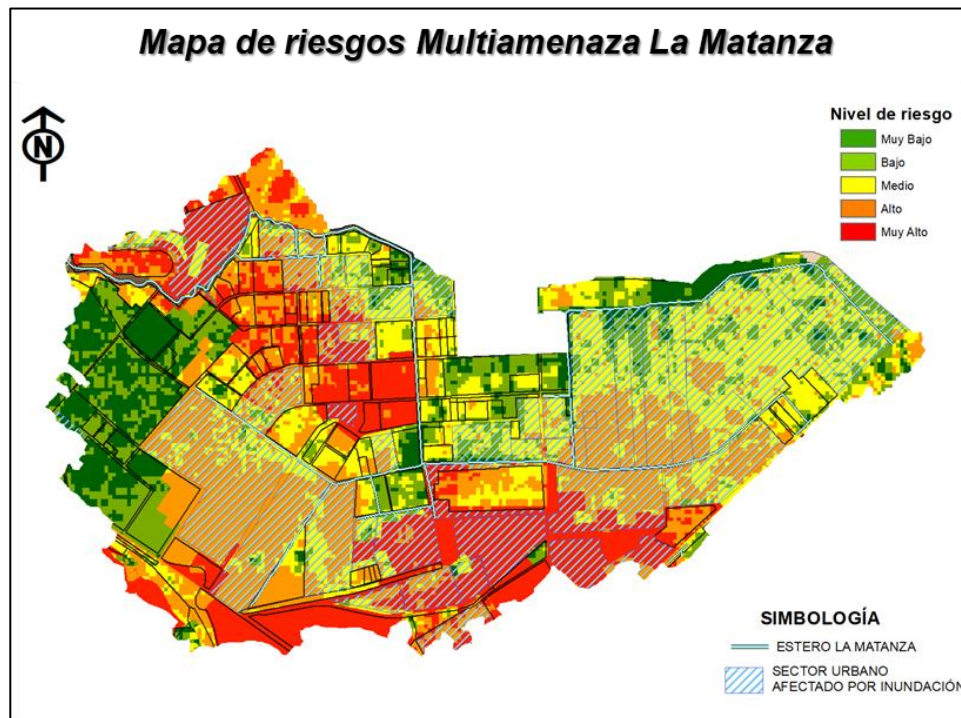 Mapa de riesgos Multiamenaza La Matanza
N
Nivel de riesgo
Muy Bajo
Bajo
Medio
Alto
Muy Alto
SIMBOLOGÍA
ESTERO LA MATANZA
SECTOR URBANO
AFECTADO POR INUNDACIÓN